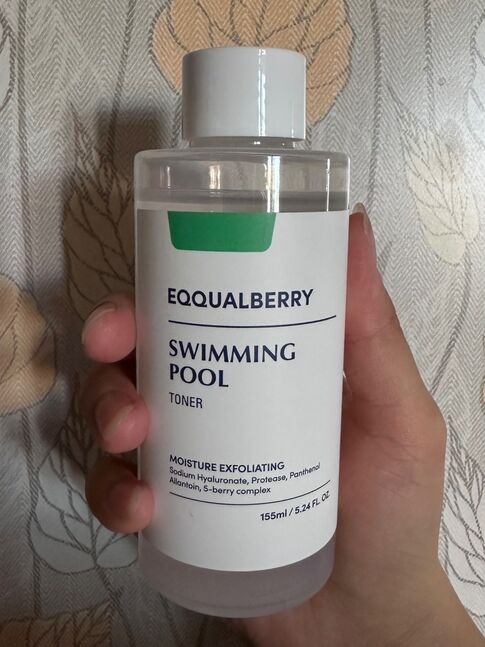 EQQUALBERRY
SWIMMING
POOL
TONER
MOISTURE EXFOLIATING
Sodium Hyaluronate, Protease, Panthenol
Allantoin, 5-berry complex
155ml / 5.24 FL. OZ.